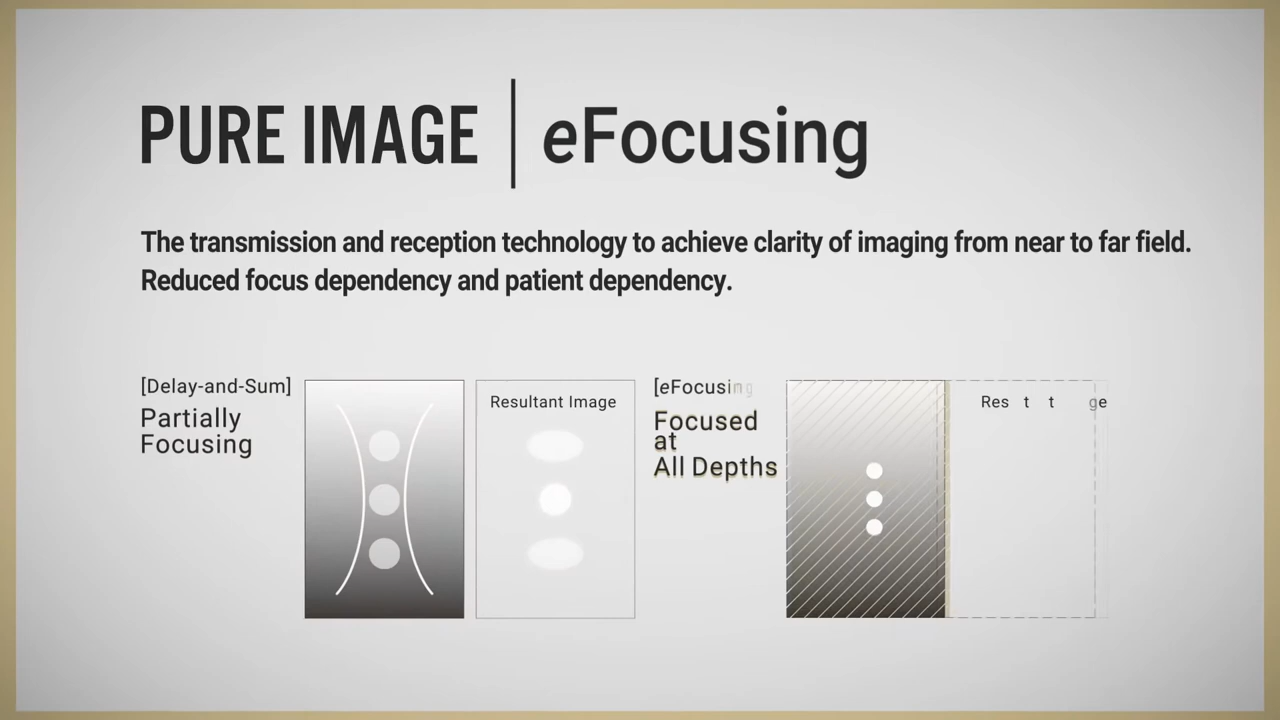 PURE IMAGE | eFocusing
The transmission and reception technology to achieve clarity of imaging from near to far field.
Reduced focus dependency and patient dependency.
[Delay-and-Sum]
Partially
Focusing
Resultant Image
[eFocusing
Focused
at
All Depths